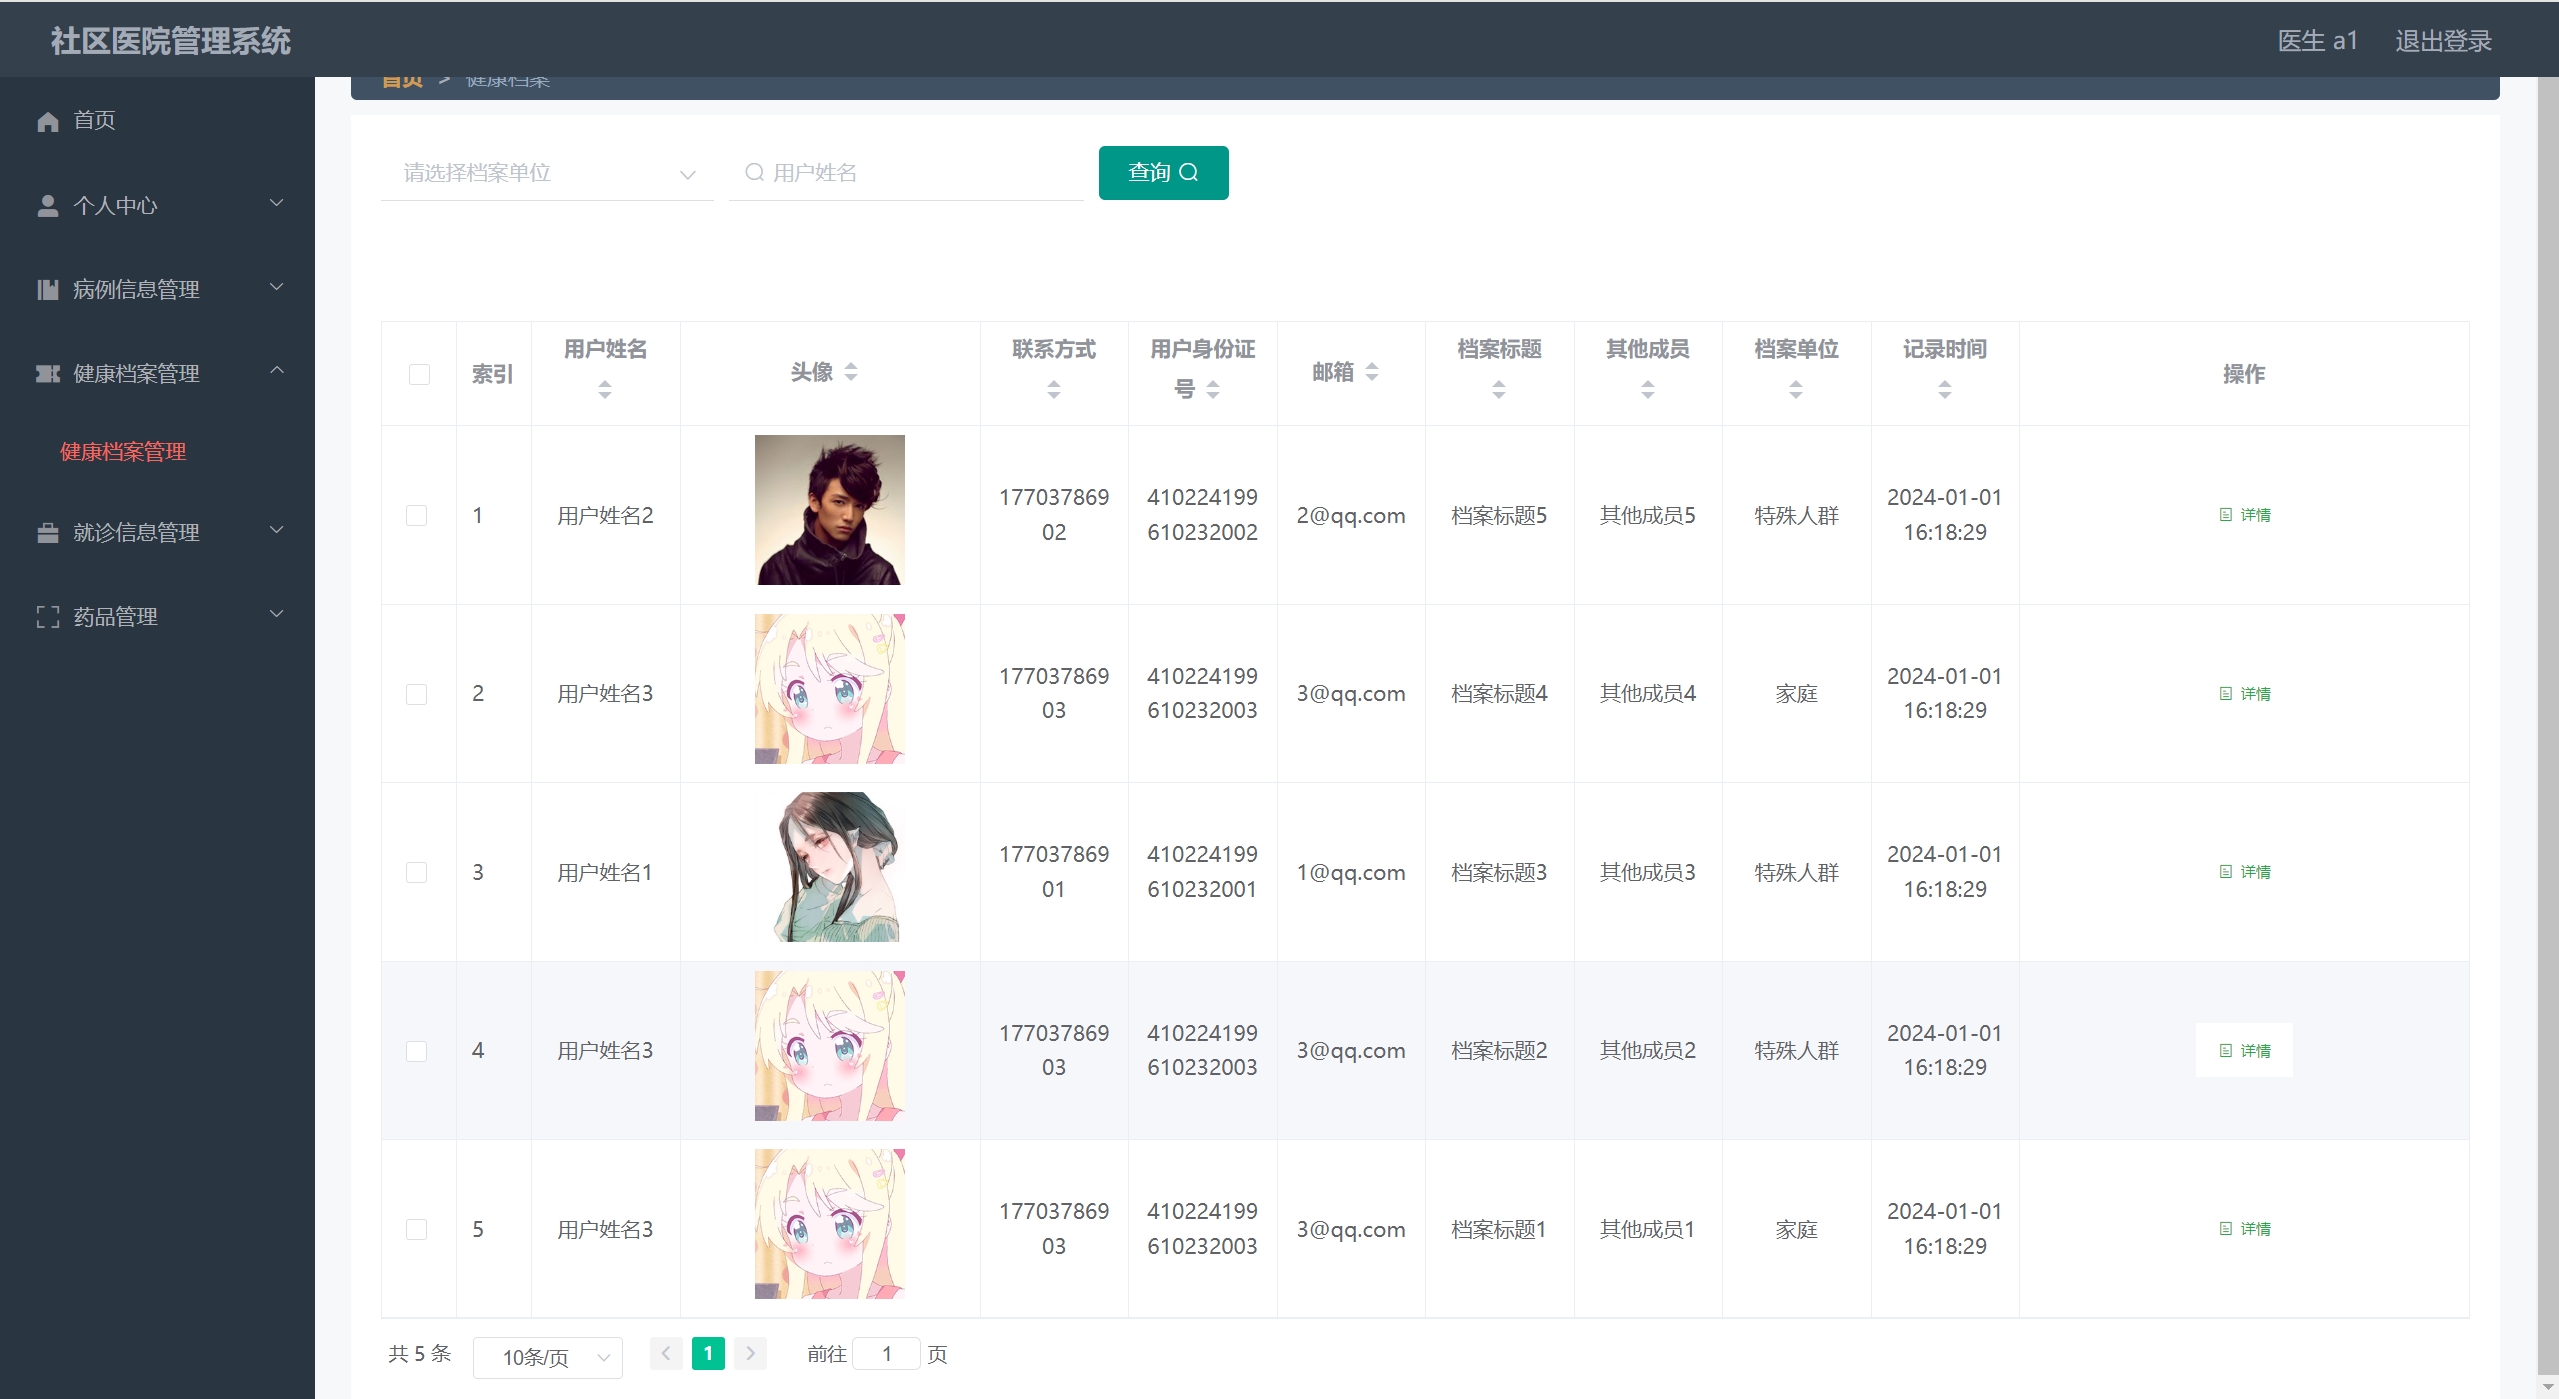 社区医院管理系统
医生 a1 退出登录
首页 > 健康档案
首页
个人中心
病例信息管理
健康档案管理
健康档案管理
就诊信息管理
药品管理
请选择档案单位 用户姓名 查询
索引 用户姓名 头像 联系方式 用户身份证号 邮箱 档案标题 其他成员 档案单位 记录时间 操作
1 用户姓名2 17703786902 410224199610232002 2@qq.com 档案标题5 其他成员5 特殊人群 2024-01-01 16:18:29 详情
2 用户姓名3 17703786903 410224199610232003 3@qq.com 档案标题4 其他成员4 家庭 2024-01-01 16:18:29 详情
3 用户姓名1 17703786901 410224199610232001 1@qq.com 档案标题3 其他成员3 特殊人群 2024-01-01 16:18:29 详情
4 用户姓名3 17703786903 410224199610232003 3@qq.com 档案标题2 其他成员2 特殊人群 2024-01-01 16:18:29 详情
5 用户姓名3 17703786903 410224199610232003 3@qq.com 档案标题1 其他成员1 家庭 2024-01-01 16:18:29 详情
共 5 条 10条/页 1 前往 1 页